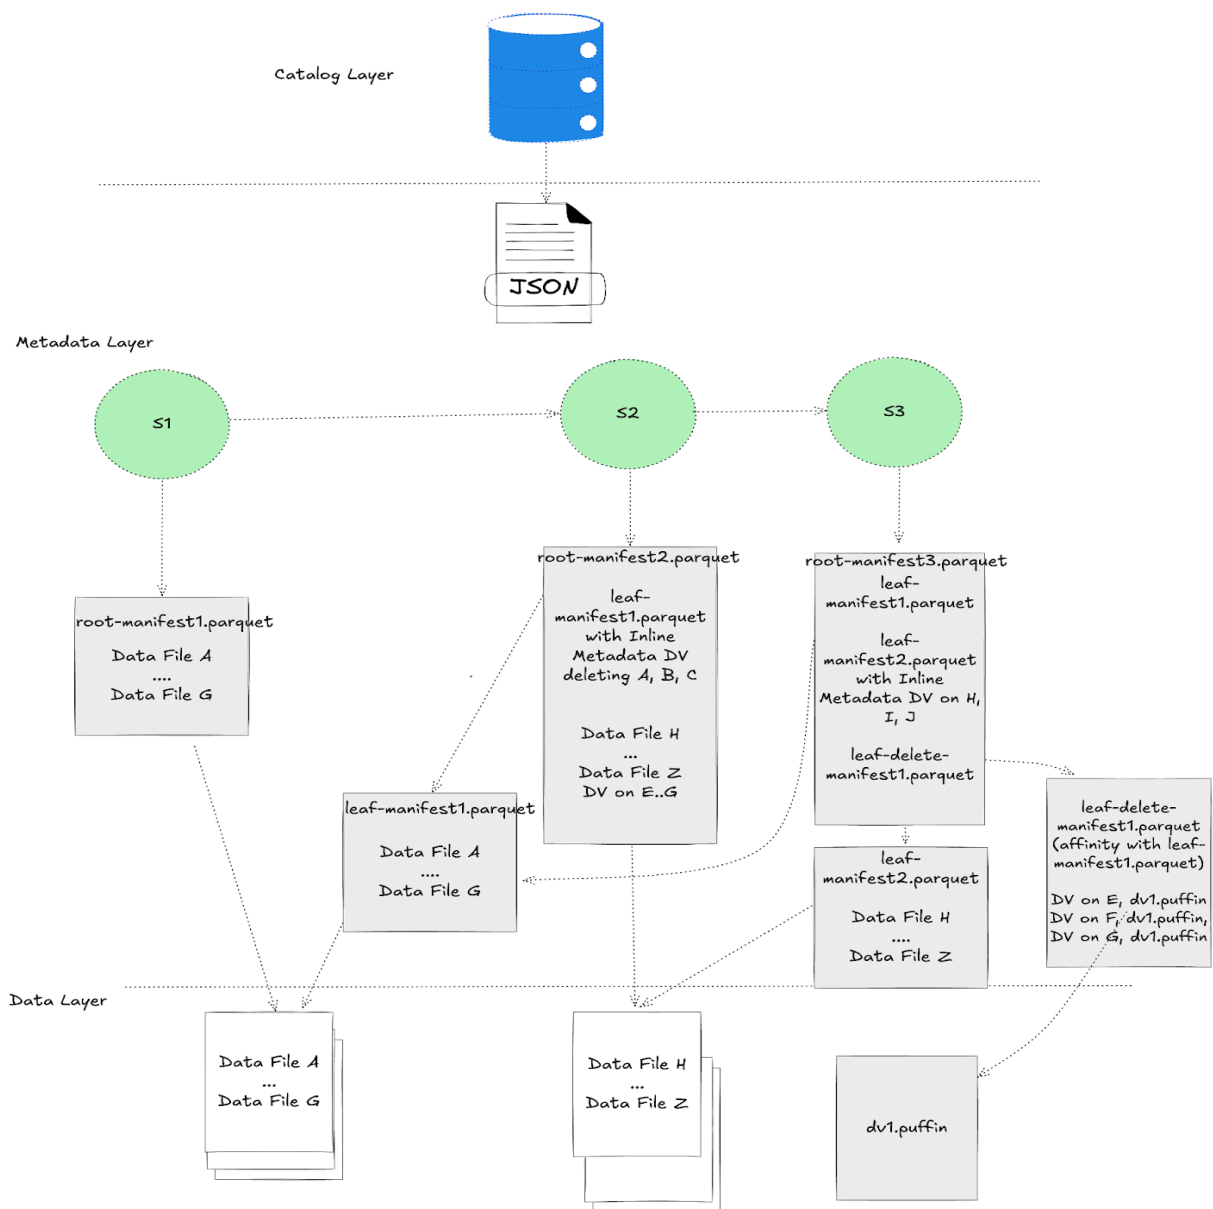 Catalog Layer
JSON
Metadata Layer
S1
S2
S3
root-manifest1.parquet
Data File A
....
Data File G
root-manifest2.parquet
leaf-
manifest1.parquet
with Inline
Metadata DV
deleting A, B, C
Data File H
...
Data File Z
DV on E..G
root-manifest3.parquet
leaf-
manifest1.parquet
leaf-
manifest2.parquet
with Inline
Metadata DV on H,
I, J
leaf-delete-
manifest1.parquet
leaf-manifest1.parquet
Data File A
....
Data File G
leaf-
manifest2.parquet
Data File H
....
Data File Z
leaf-delete-
manifest1.parquet
(affinity with leaf-
manifest1.parquet)
DV on E, dv1.puffin
DV on F, dv1.puffin,
DV on G, dv1.puffin
Data Layer
Data File A
...
Data File G
Data File H
...
Data File Z
dv1.puffin